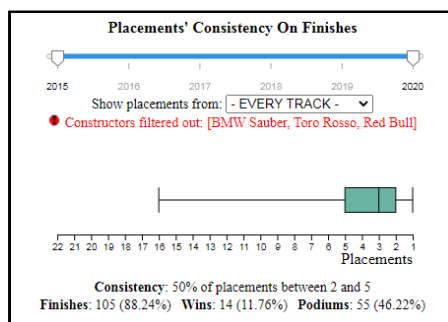 Placements' Consistency On Finishes
2015 2016 2017 2018 2019 2020
Show placements from: - EVERY TRACK -
! Constructors filtered out: [BMW Sauber, Toro Rosso, Red Bull]
22 21 20 19 18 17 16 15 14 13 12 11 10 9 8 7 6 5 4 3 2 1
Placements
Consistency: 50% of placements between 2 and 5
Finishes: 105 (88.24%) Wins: 14 (11.76%) Podiums: 55 (46.22%)